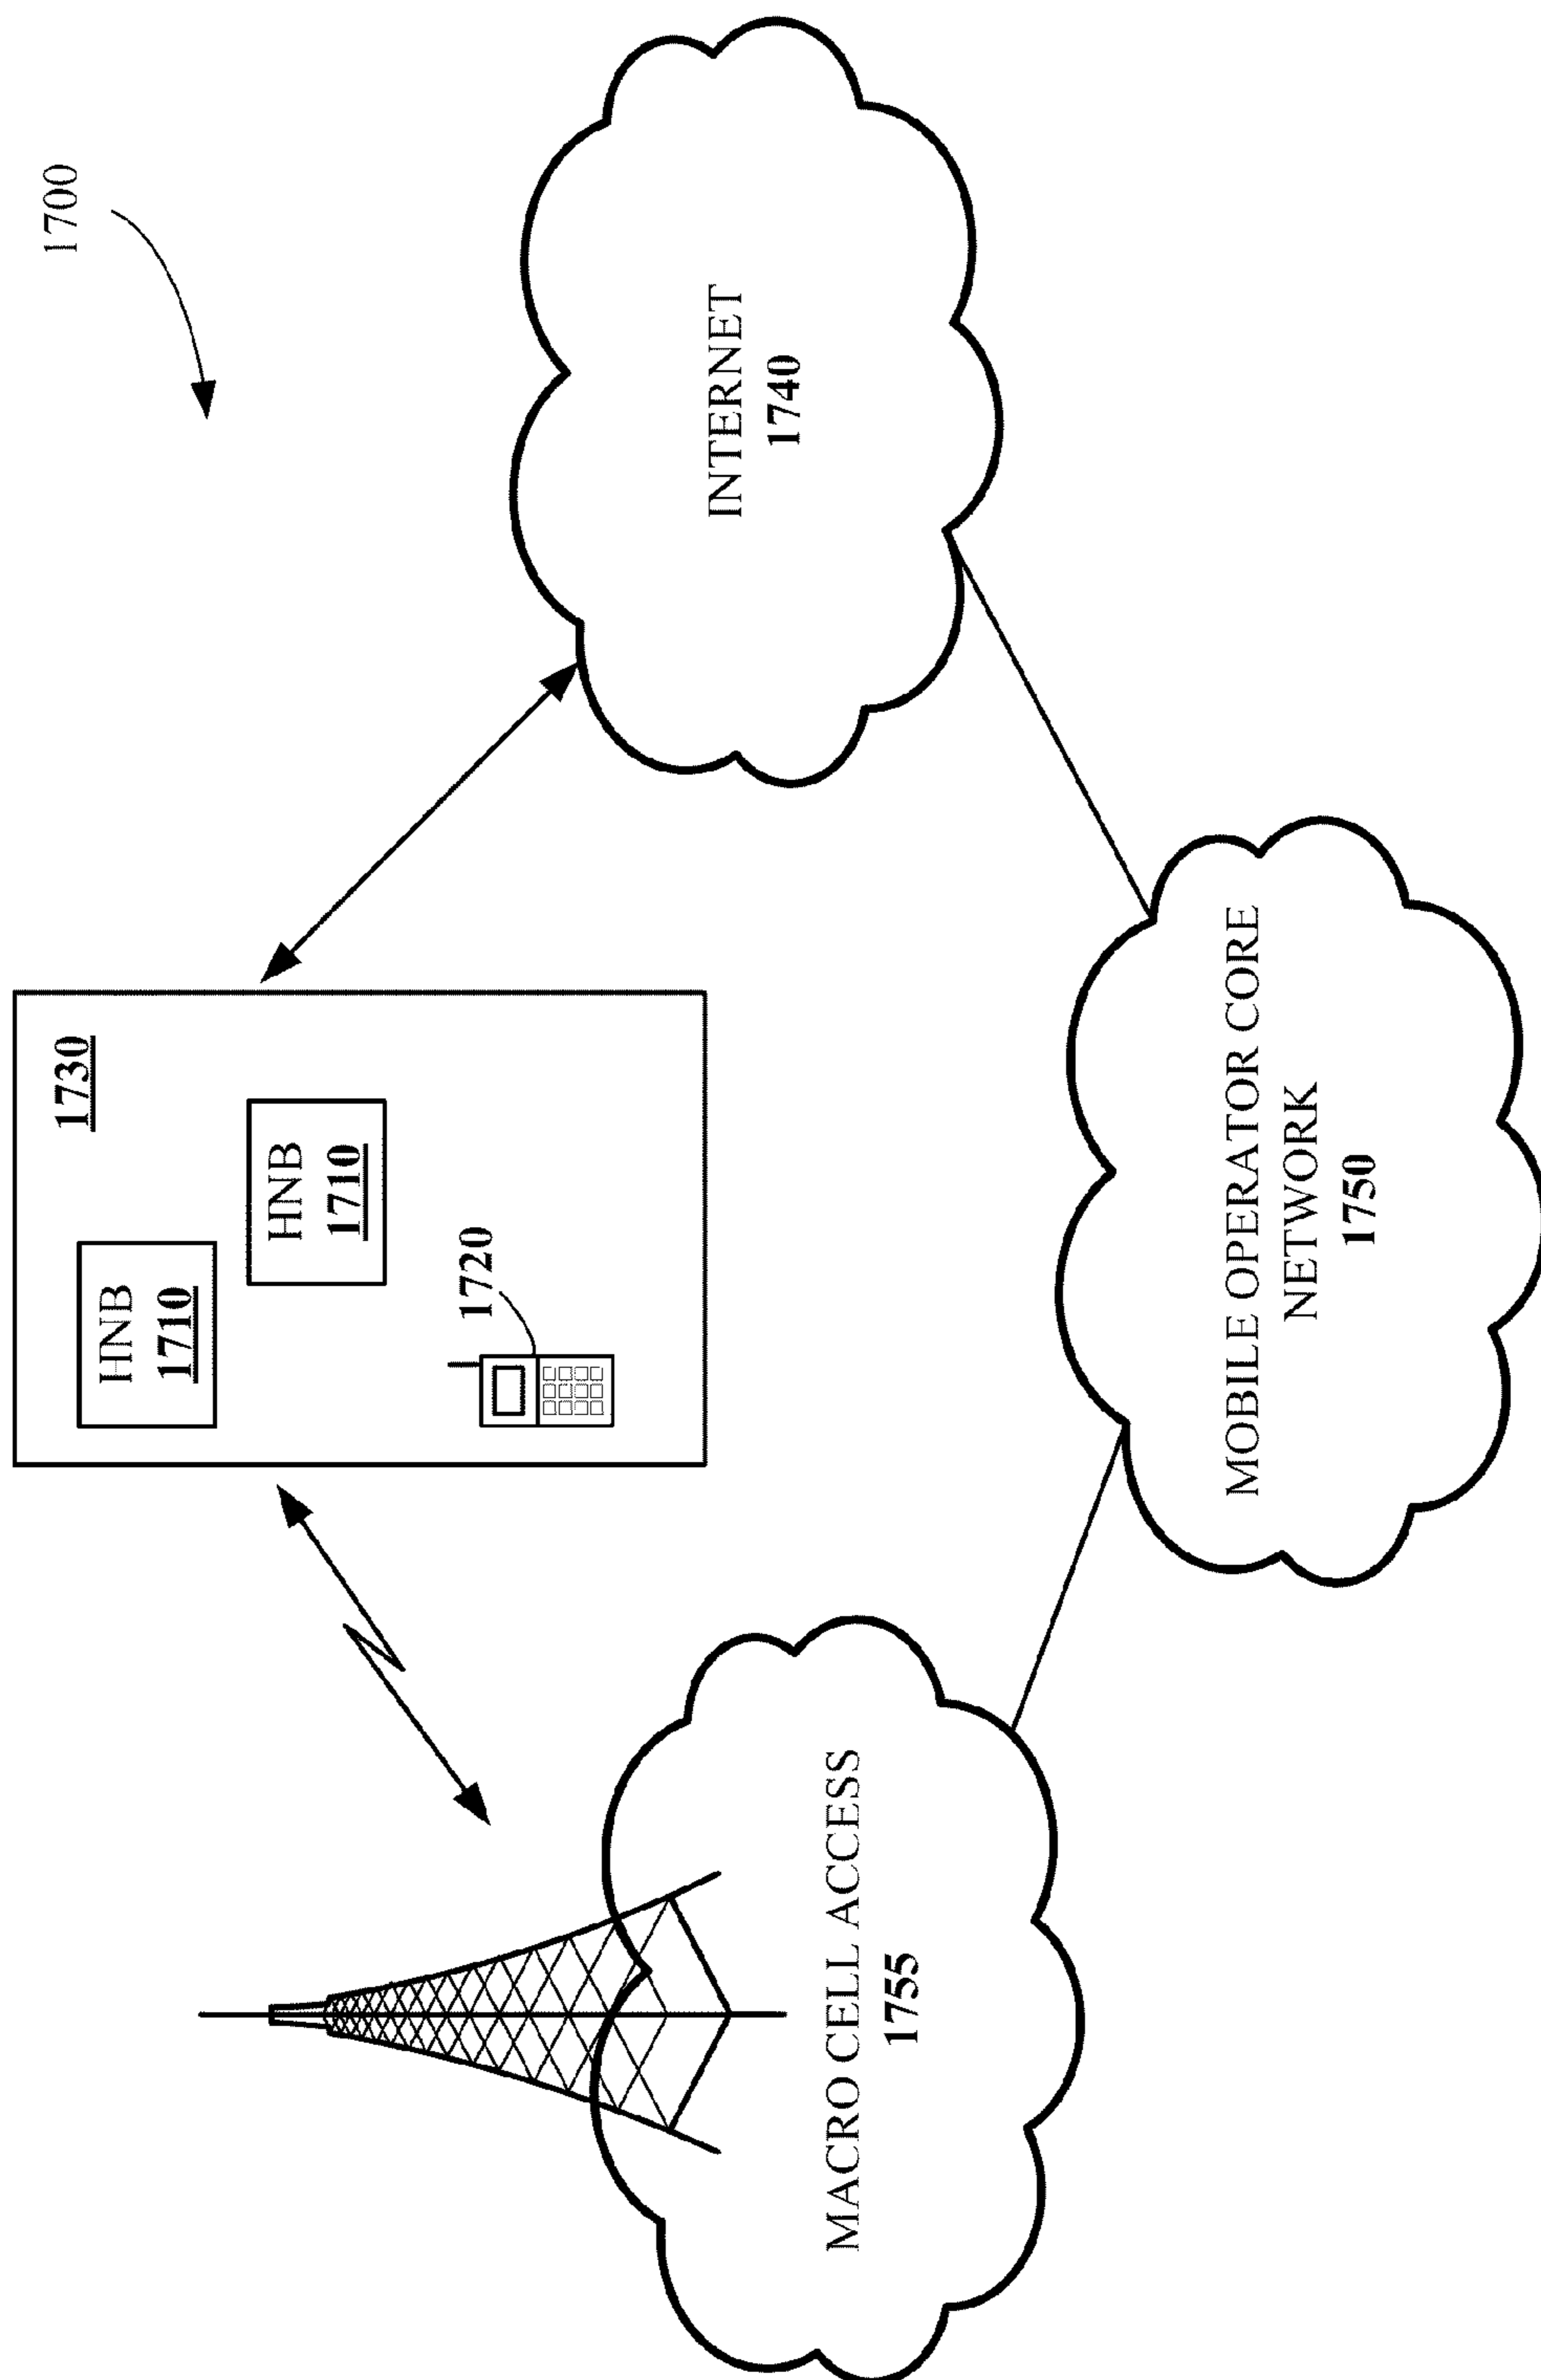 1700
1730
HNB
1710
HNB
1710
1720
INTERNET
1740
MACRO CELL ACCESS
1755
MOBILE OPERATOR CORE
NETWORK
1750